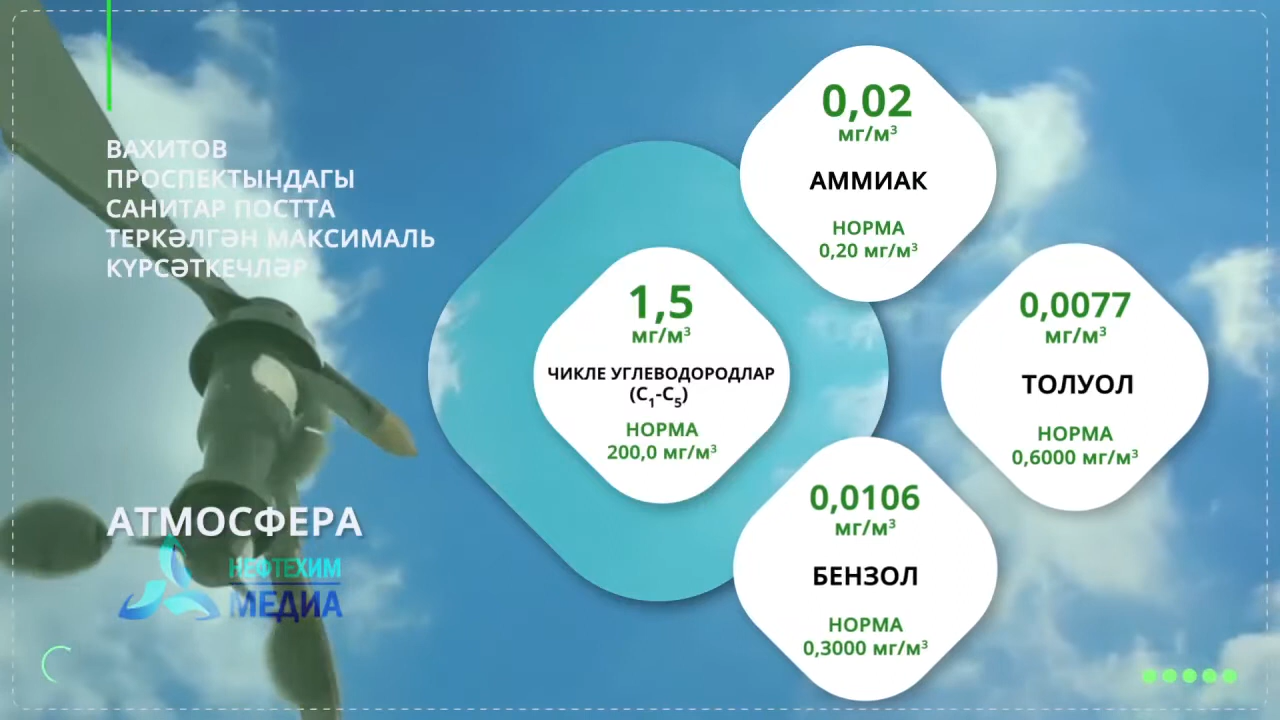 ВАХИТОВ
ПРОСПЕКТЫНДАГЫ
САНИТАР ПОСТТА
ТЕРКӘЛГӘН МАКСИМАЛЬ
КҮРСӘТКЕЧЛӘР
АТМОСФЕРА
НЕФТЕХИМ
МЕДИА
1,5
мг/м³
ЧИКЛЕ УГЛЕВОДОРОДЛАР
(C₁-C₅)
НОРМА
200,0 мг/м³
0,02
мг/м³
АММИАК
НОРМА
0,20 мг/м³
0,0077
мг/м³
ТОЛУОЛ
НОРМА
0,6000 мг/м³
0,0106
мг/м³
БЕНЗОЛ
НОРМА
0,3000 мг/м³